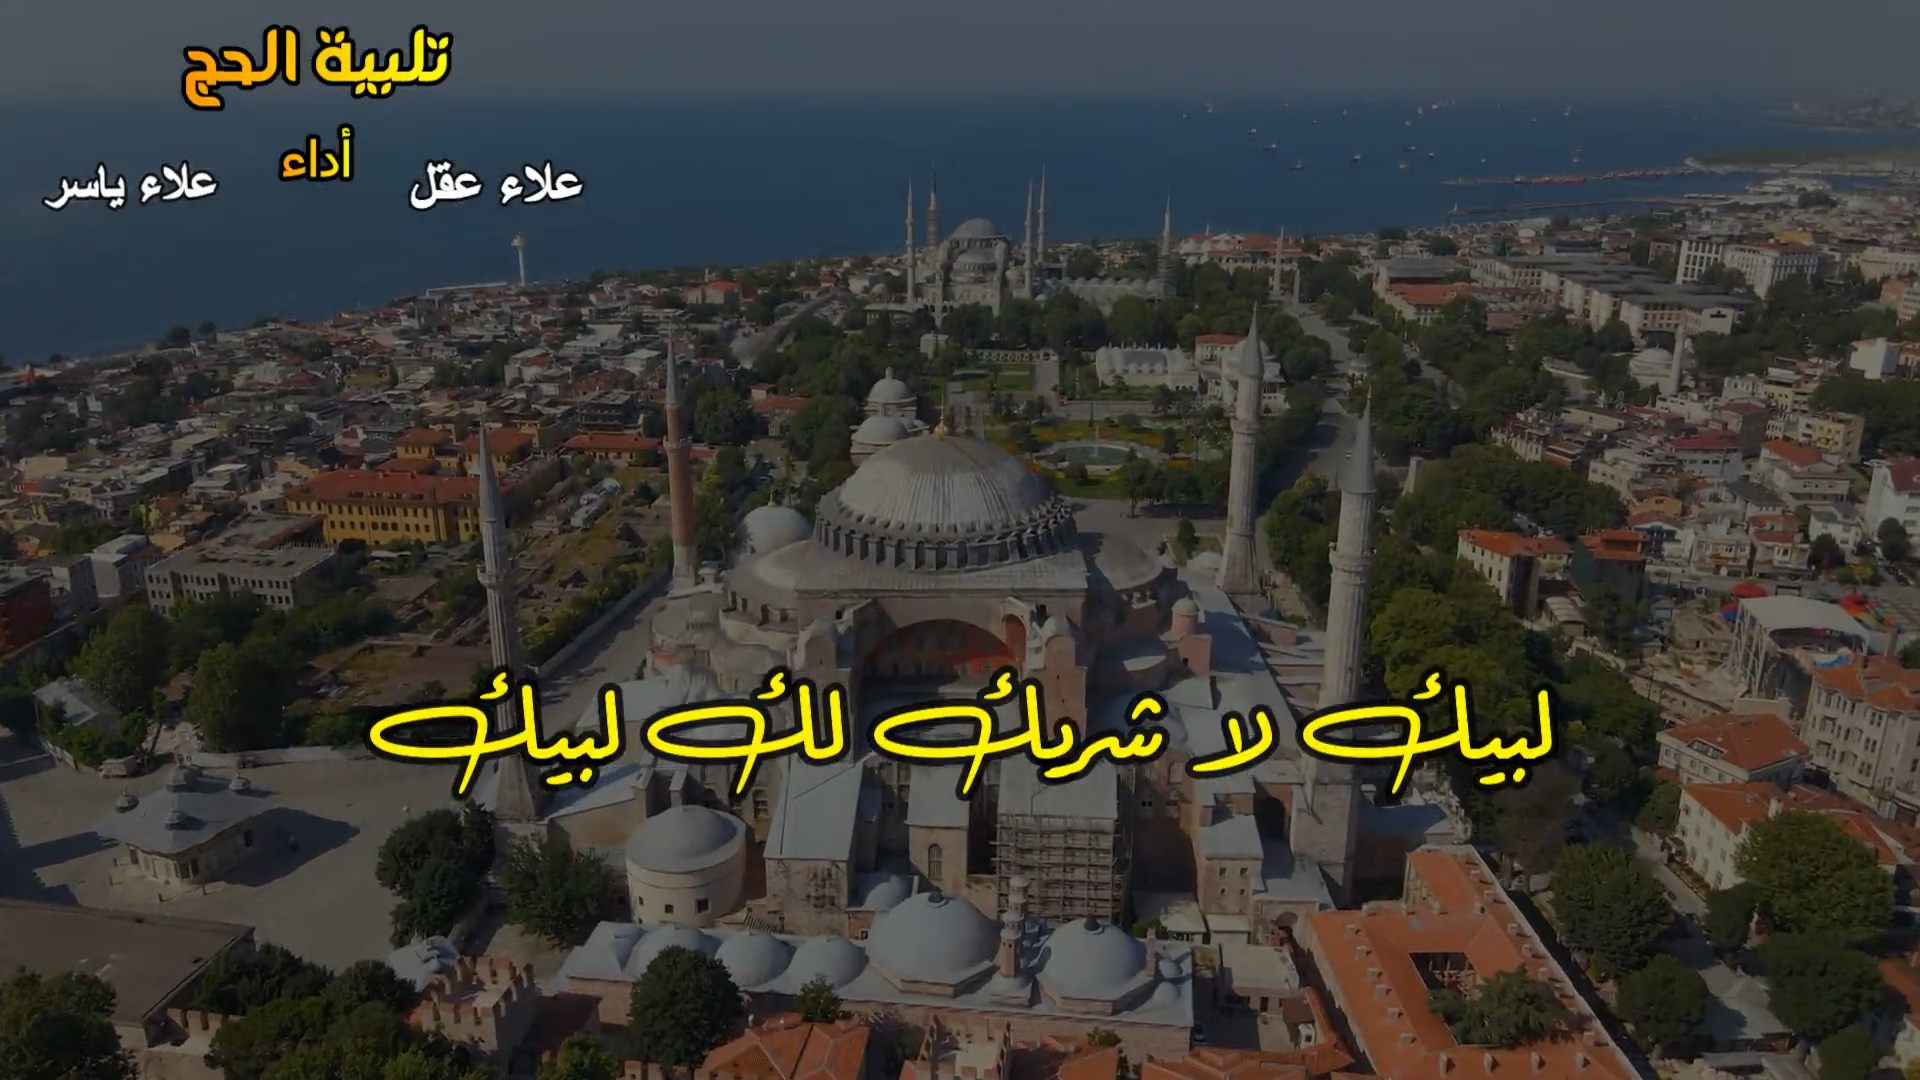 تلبية الحج
أداء
علاء عقل علاء ياسر
لبيك لا شريك لك لبيك